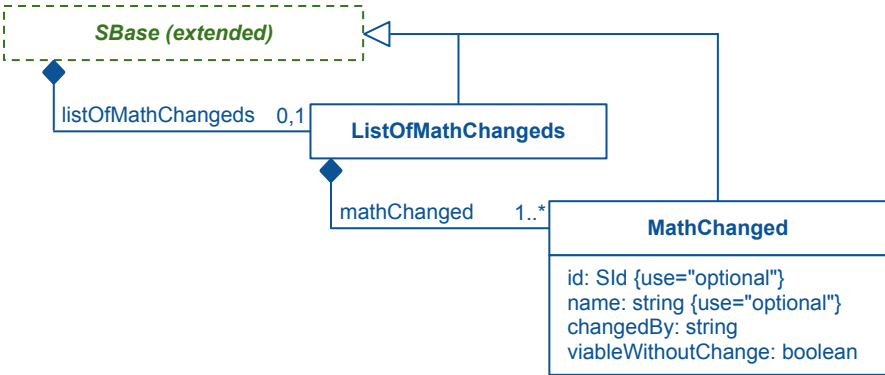 SBase (extended)
listOfMathChangeds 0,1
ListOfMathChangeds
mathChanged 1..*
MathChanged
id: SId {use="optional"}
name: string {use="optional"}
changedBy: string
viableWithoutChange: boolean